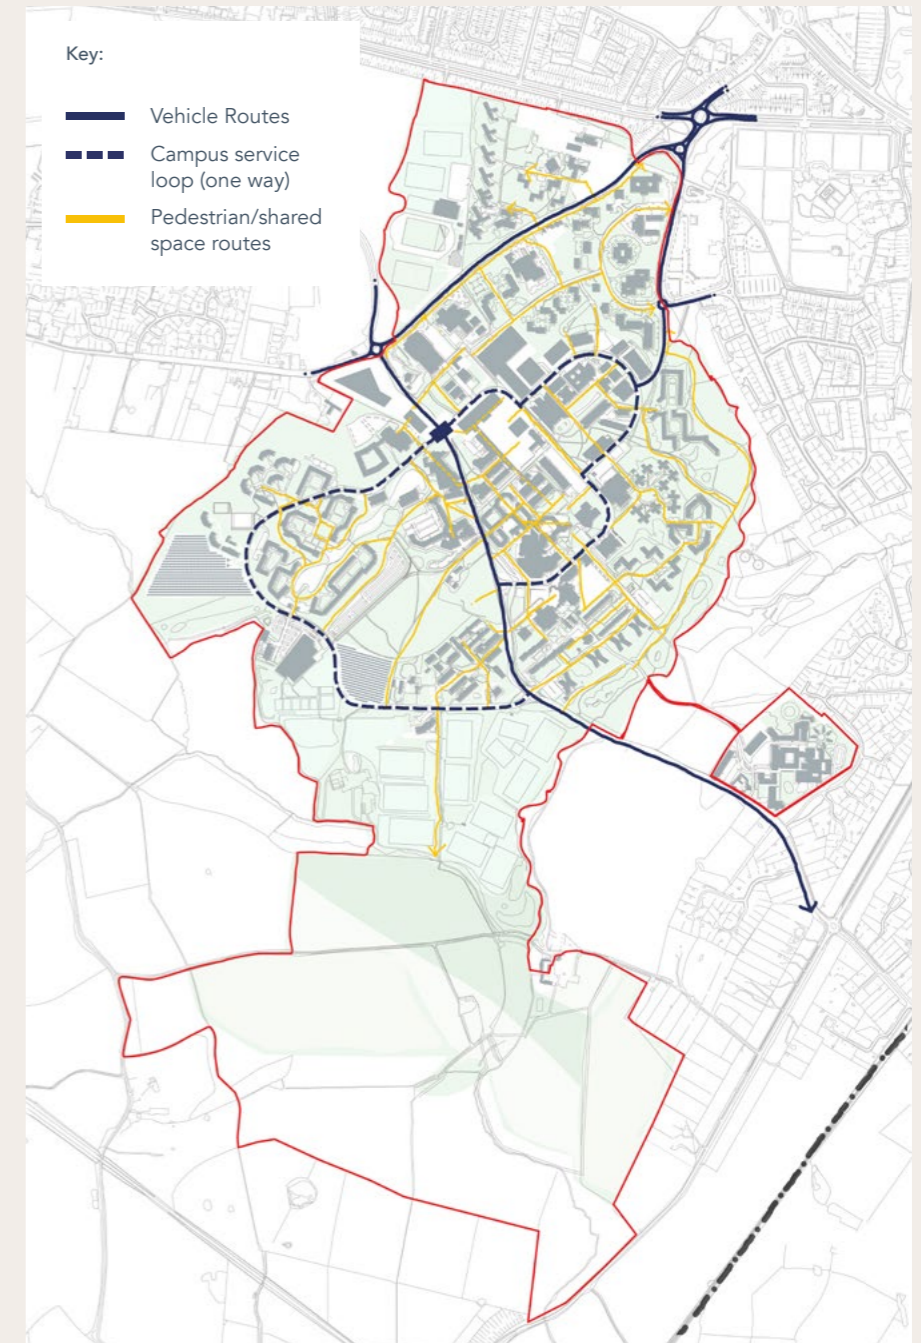 Key:
Vehicle Routes
Campus service
loop (one way)
Pedestrian/shared
space routes